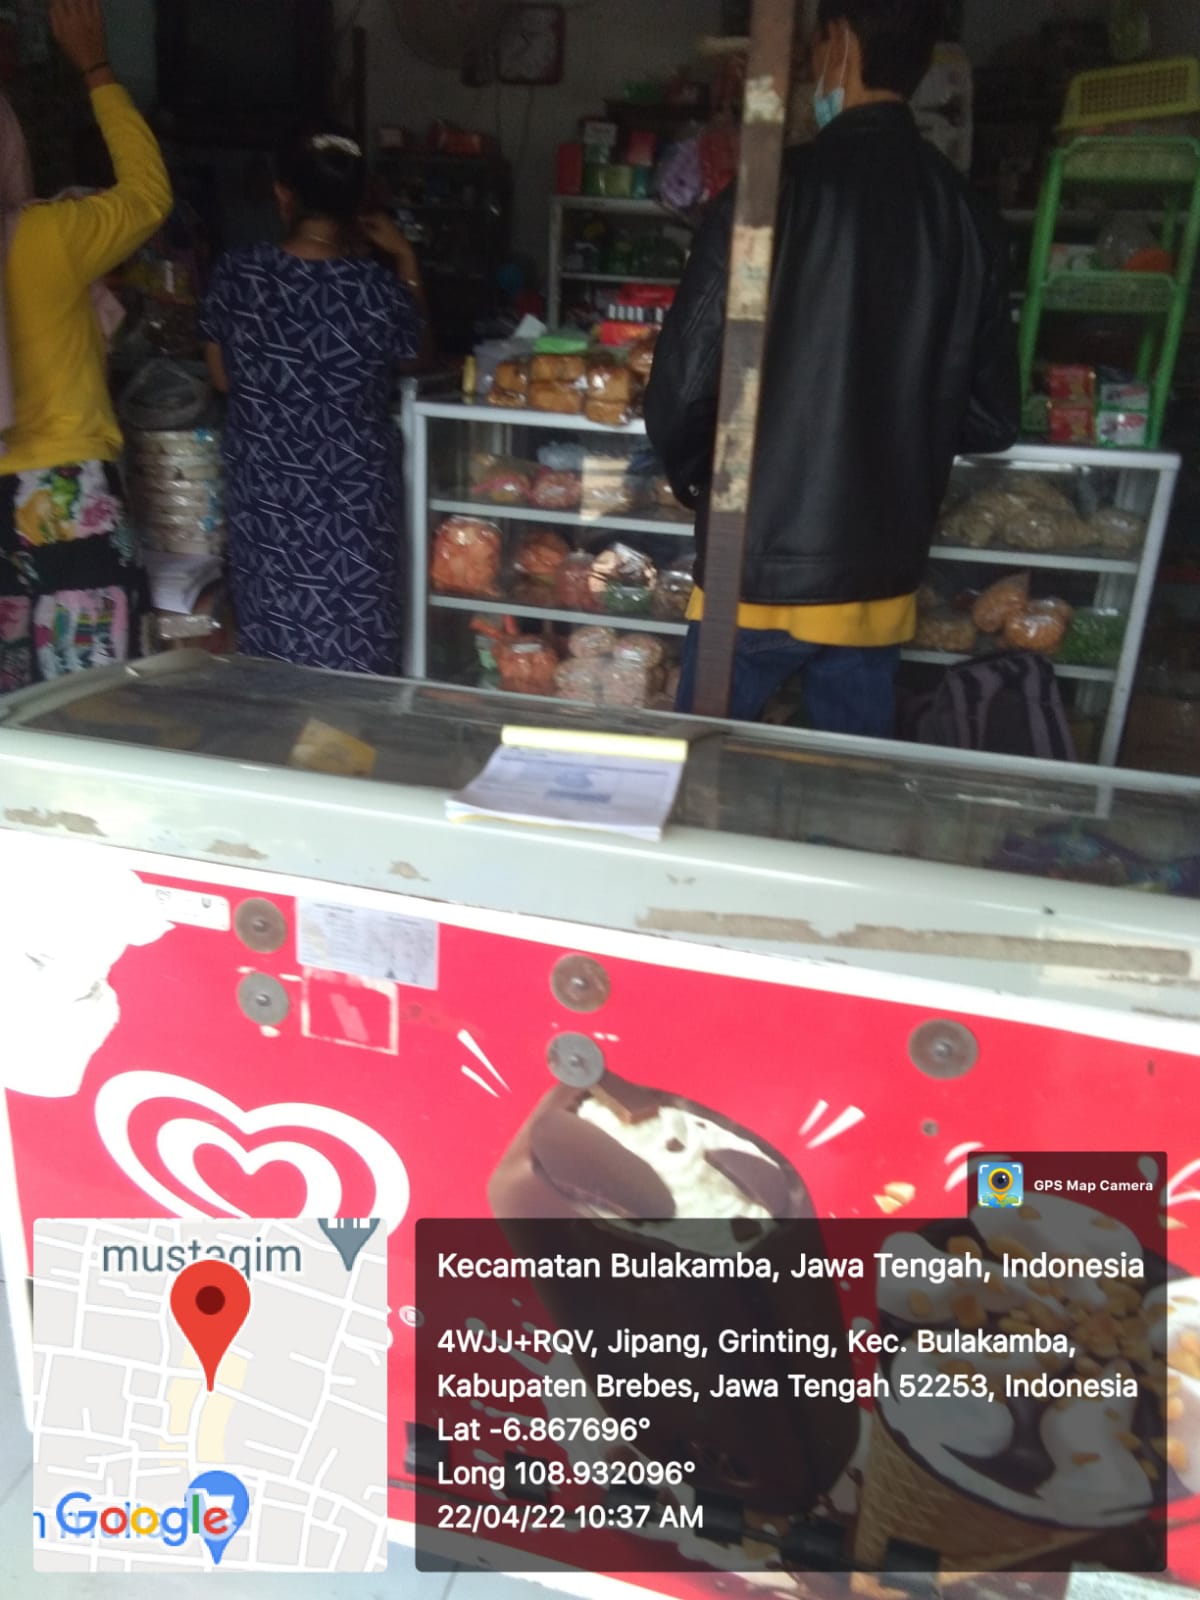 GPS Map Camera
mustaqim
Google
Kecamatan Bulakamba, Jawa Tengah, Indonesia
4WJJ+RQV, Jipang, Grinting, Kec. Bulakamba,
Kabupaten Brebes, Jawa Tengah 52253, Indonesia
Lat -6.867696°
Long 108.932096°
22/04/22 10:37 AM